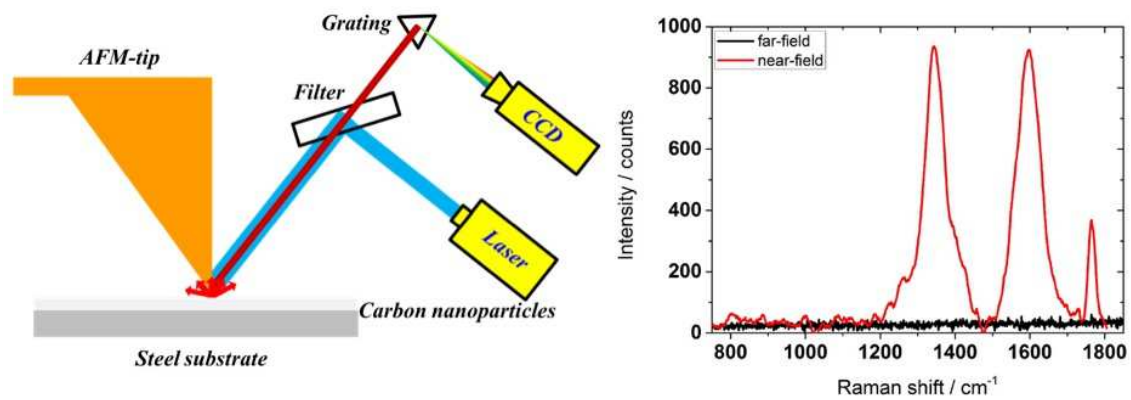 Grating
AFM-tip
Filter
CCD
Laser
Carbon nanoparticles
Steel substrate
far-field
near-field
1000
800
600
400
200
0
Intensity / counts
800 1000 1200 1400 1600 1800
Raman shift / cm⁻¹